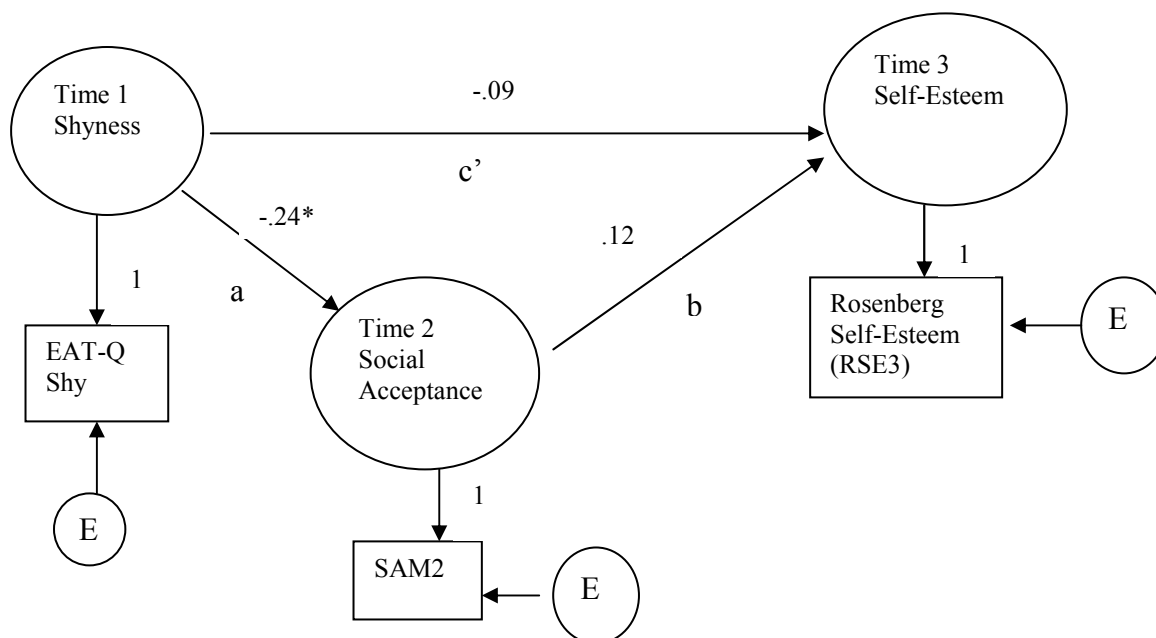 Time 1
Shyness
-.09
Time 3
Self-Esteem
c’
-.24*
.12
1
a
b
1
EAT-Q
Shy
Time 2
Social
Acceptance
Rosenberg
Self-Esteem
(RSE3)
E
E
1
SAM2
E